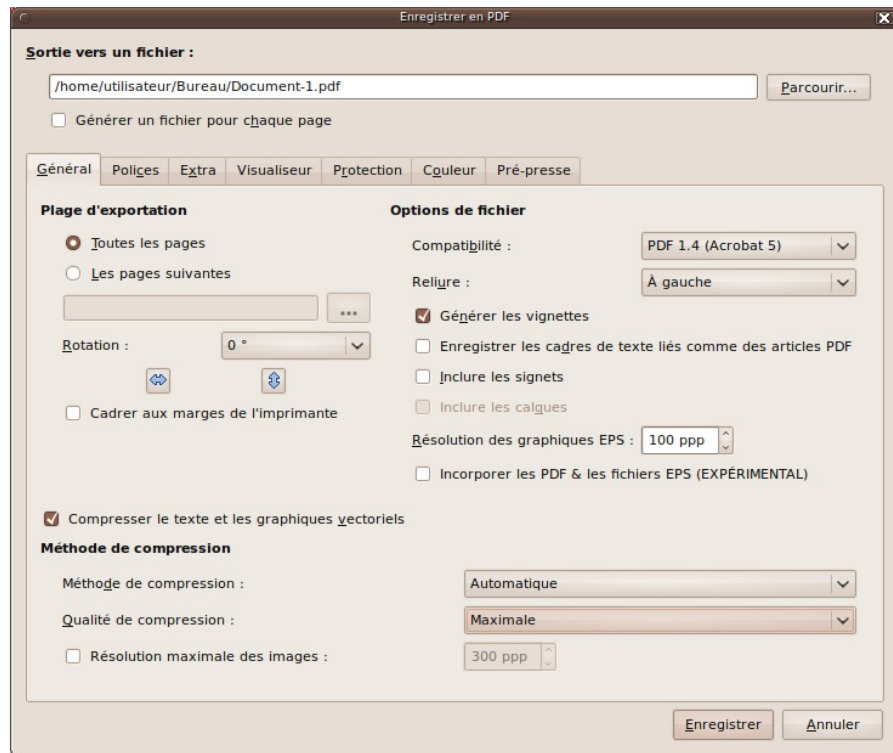 Enregistrer en PDF
Sortie vers un fichier :
/home/utilisateur/Bureau/Document-1.pdf
Parcourir...
Générer un fichier pour chaque page
Général Polices Extra Visualiseur Protection Couleur Pré-presse
Plage d'exportation
Toutes les pages
Les pages suivantes
...
Rotation : 0 °
Cadrer aux marges de l'imprimante
Options de fichier
Compatibilité : PDF 1.4 (Acrobat 5)
Reliure : À gauche
Générer les vignettes
Enregistrer les cadres de texte liés comme des articles PDF
Inclure les signets
Inclure les calgues
Résolution des graphiques EPS : 100 ppp
Incorporer les PDF & les fichiers EPS (EXPÉRIMENTAL)
Compresser le texte et les graphiques vectoriels
Méthode de compression
Méthode de compression : Automatique
Qualité de compression : Maximale
Résolution maximale des images : 300 ppp
Enregistrer Annuler